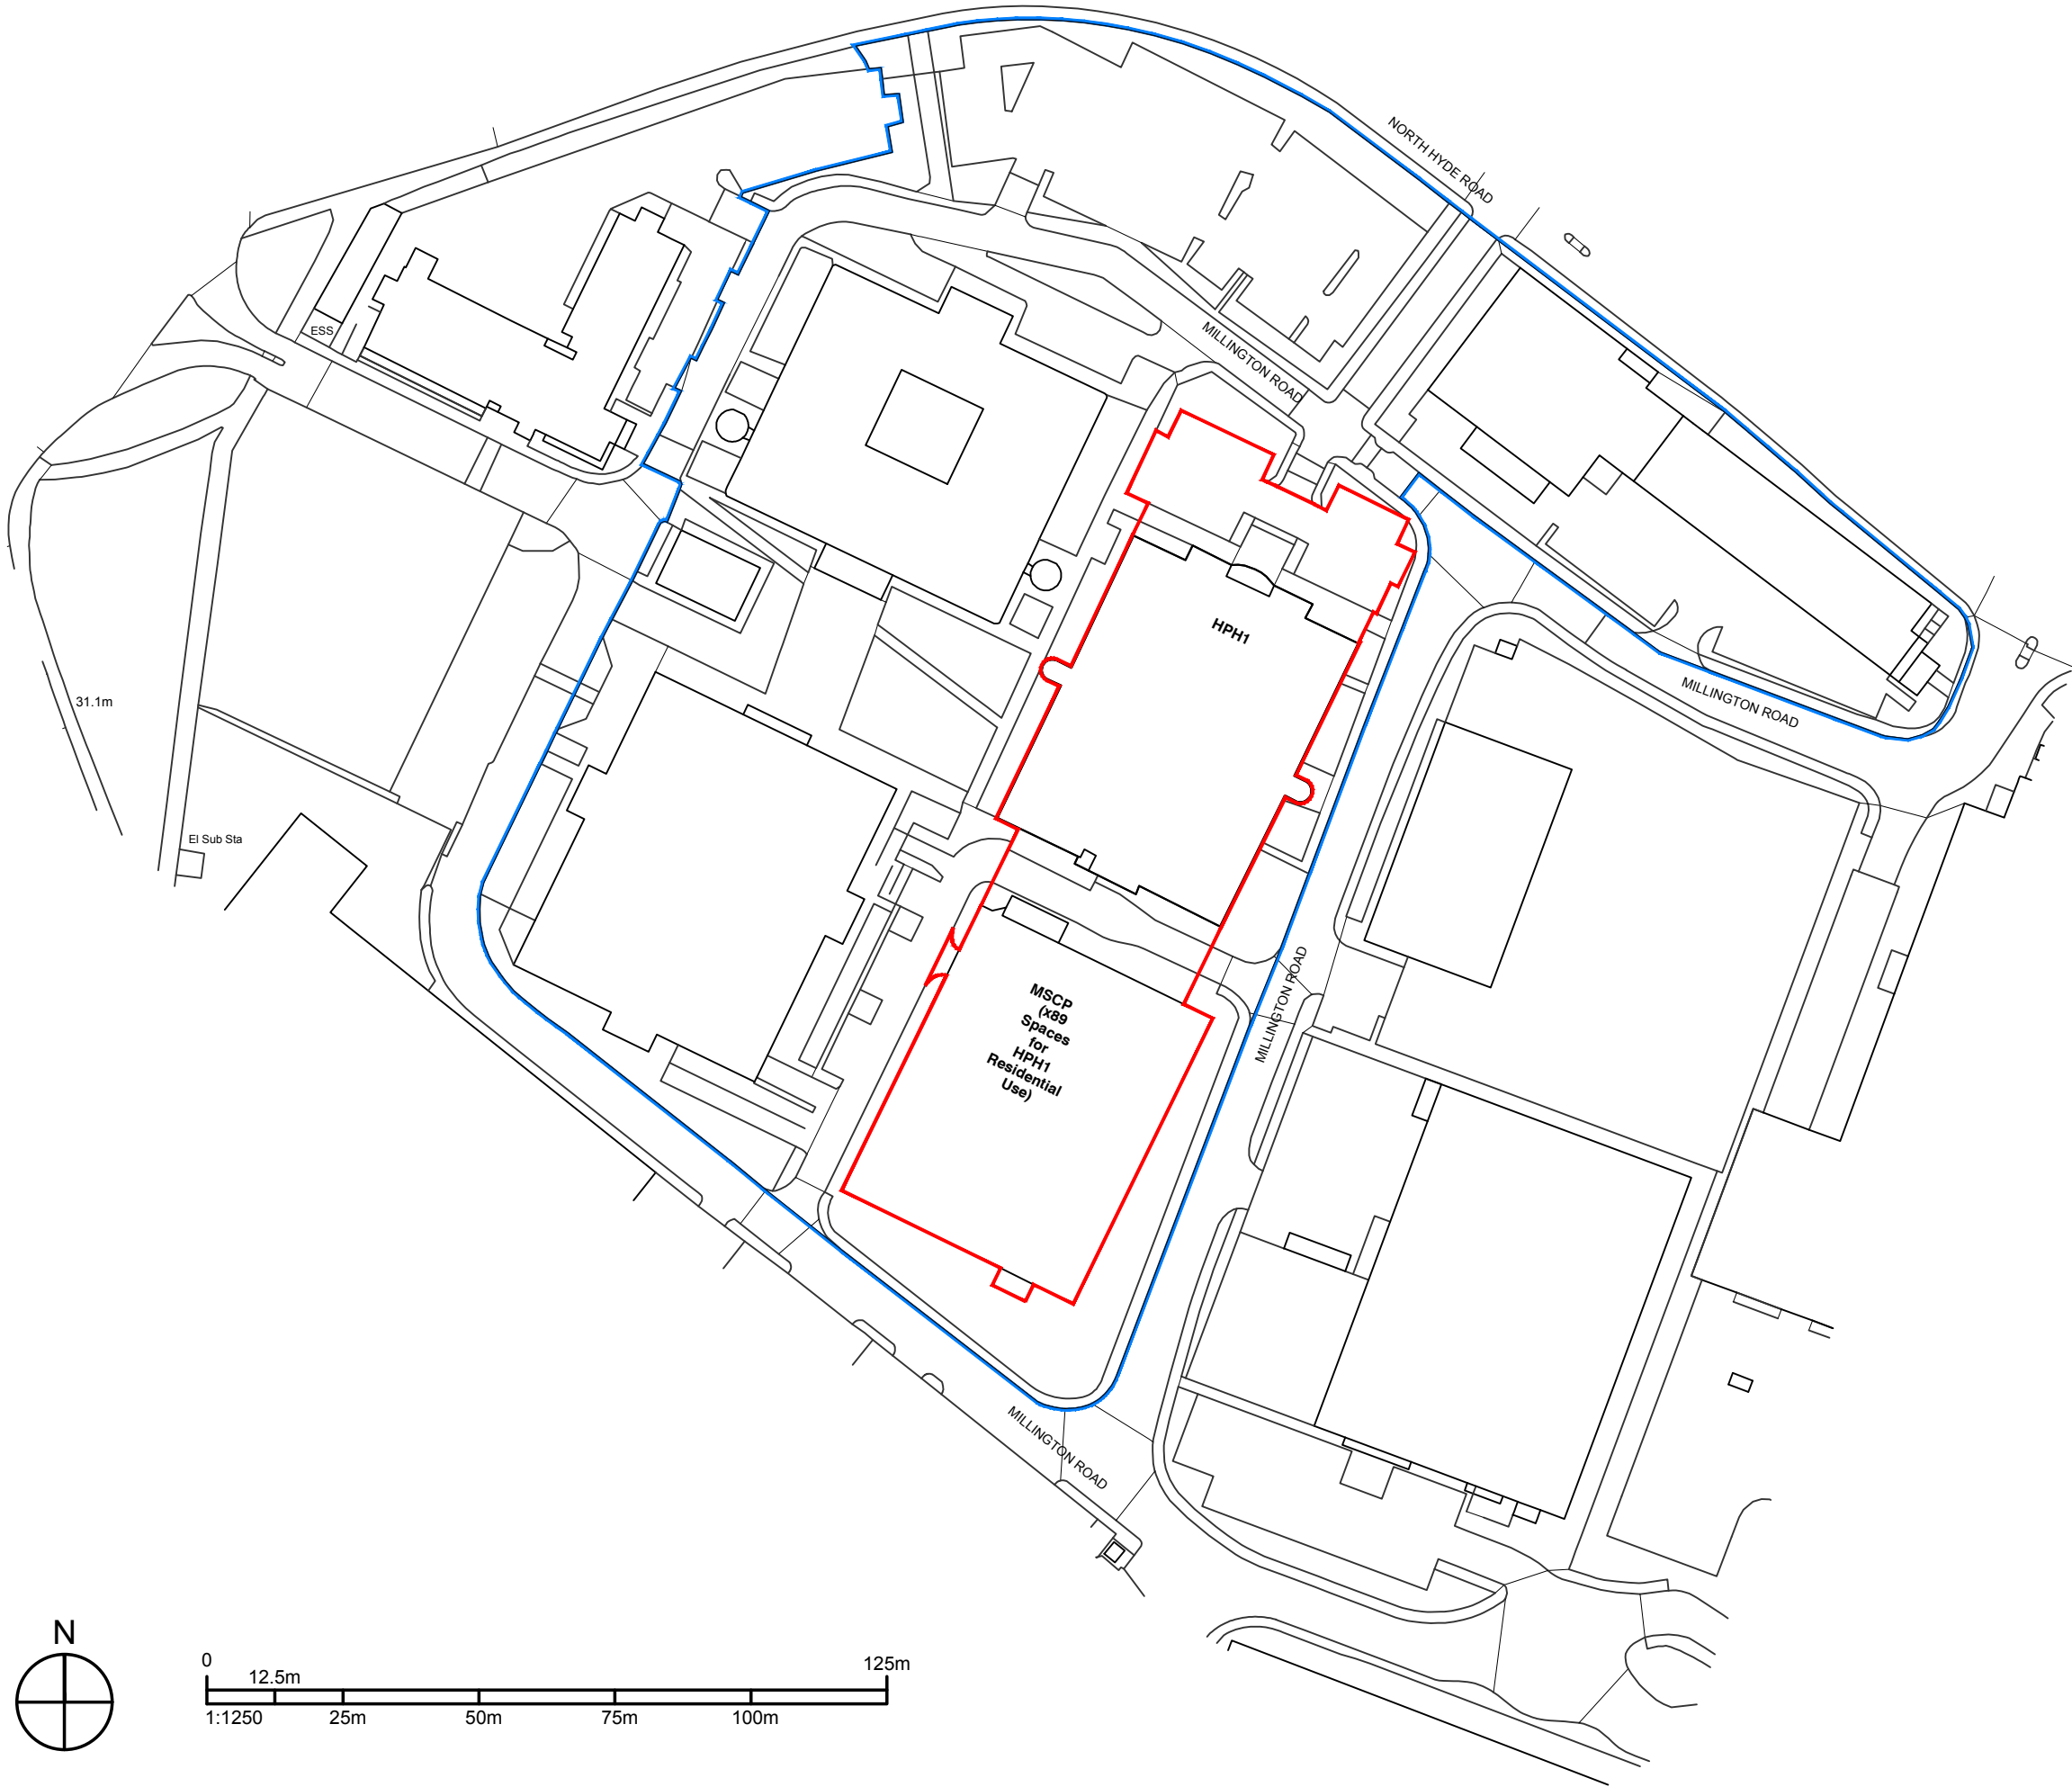 NORTH HYDE ROAD
ESS
MILLINGTON ROAD
HPH1
MILLINGTON ROAD
31.1m
El Sub Sta
MILLINGTON ROAD
MSCP
(x89
Spaces
for
HPH1
Residential
Use)
MILLINGTON ROAD
N
0
12.5m
125m
1:1250
25m
50m
75m
100m